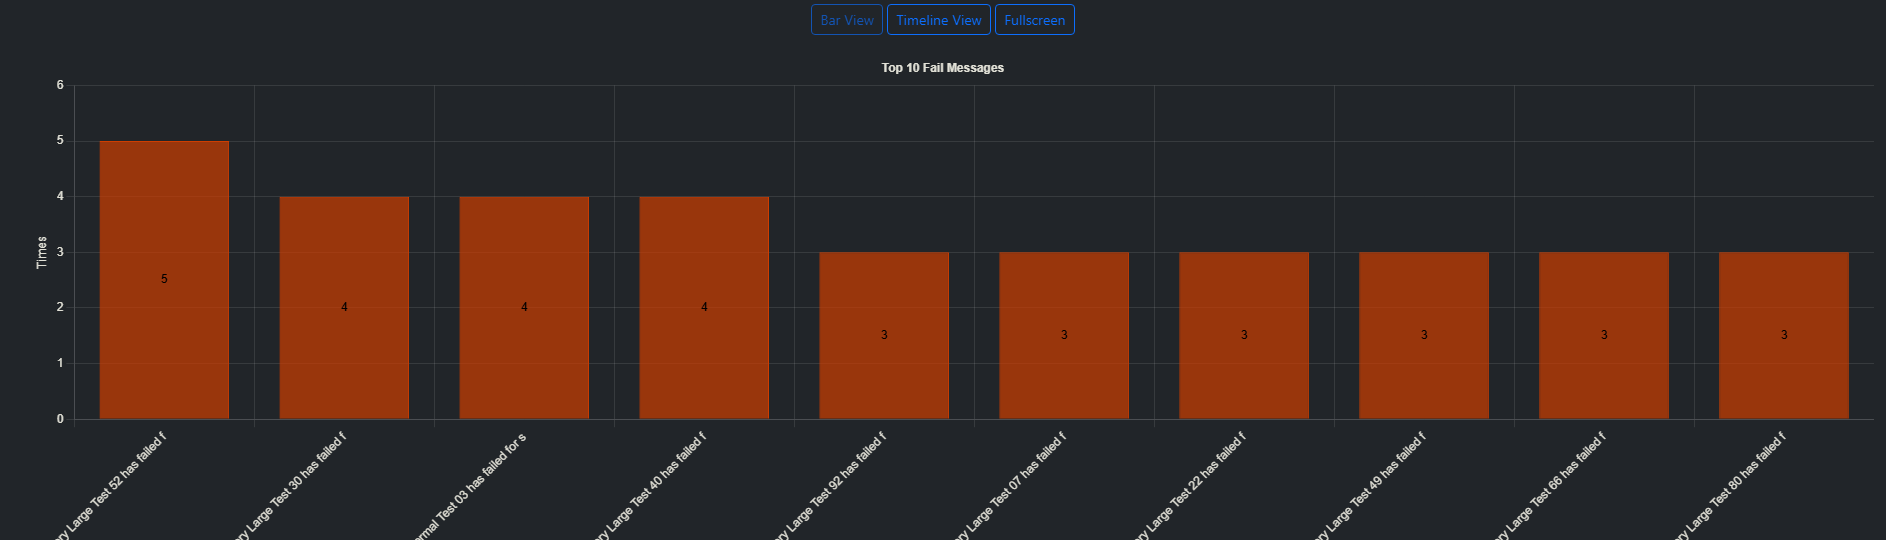 Bar View
Timeline View
Fullscreen
Top 10 Fail Messages
Times
6
5
4
3
2
1
0
5
4
4
4
3
3
3
3
3
3
ery Large Test 52 has failed f
ry Large Test 30 has failed f
rmal Test 03 has failed for s
ry Large Test 40 has failed f
ry Large Test 92 has failed f
ry Large Test 07 has failed f
ry Large Test 22 has failed f
ry Large Test 49 has failed f
ry Large Test 66 has failed f
ry Large Test 80 has failed f